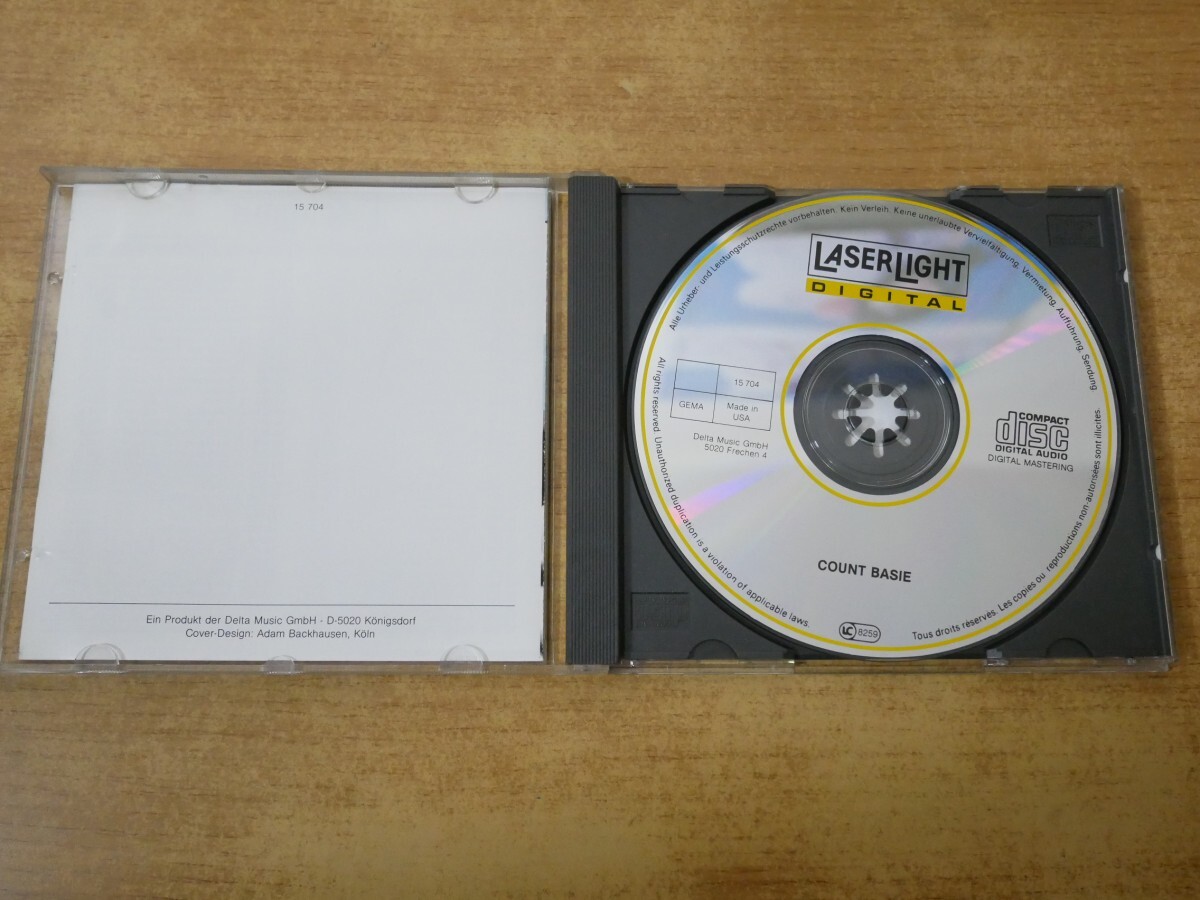 15 704
Ein Produkt der Delta Music GmbH - D-5020 Königsdorf
Cover-Design: Adam Backhausen, Köln
Alle Urheber- und Leistungsschutzrechte vorbehalten. Kein Verleih. Keine unerlaubte Vervielfältigung, Vermietung, Aufführung, Sendung
LASERLIGHT
DIGITAL
15 704
GEMA
Made in
USA
Delta Music GmbH
5020 Frechen 4
COMPACT
disc
DIGITAL AUDIO
DIGITAL MASTERING
COUNT BASIE
LC 8259
All rights reserved. Unauthorized duplication is a violation of applicable laws.
Tous droits réservés. Les copies ou reproductions non-autorisées sont illicites.